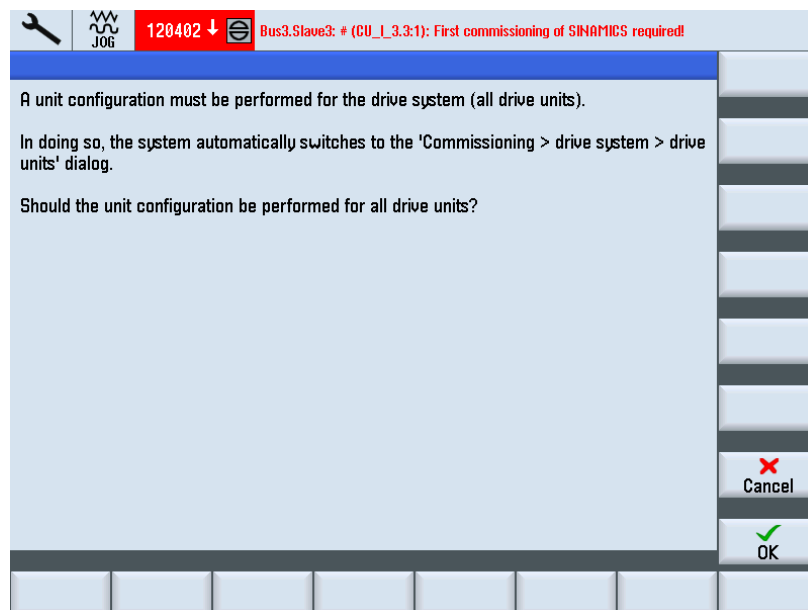 JOG
120402 ↓
Bus3.Slave3: # (CU_I_3.3:1): First commissioning of SINAMICS required!
A unit configuration must be performed for the drive system (all drive units).
In doing so, the system automatically switches to the 'Commissioning > drive system > drive
units' dialog.
Should the unit configuration be performed for all drive units?
Cancel
OK